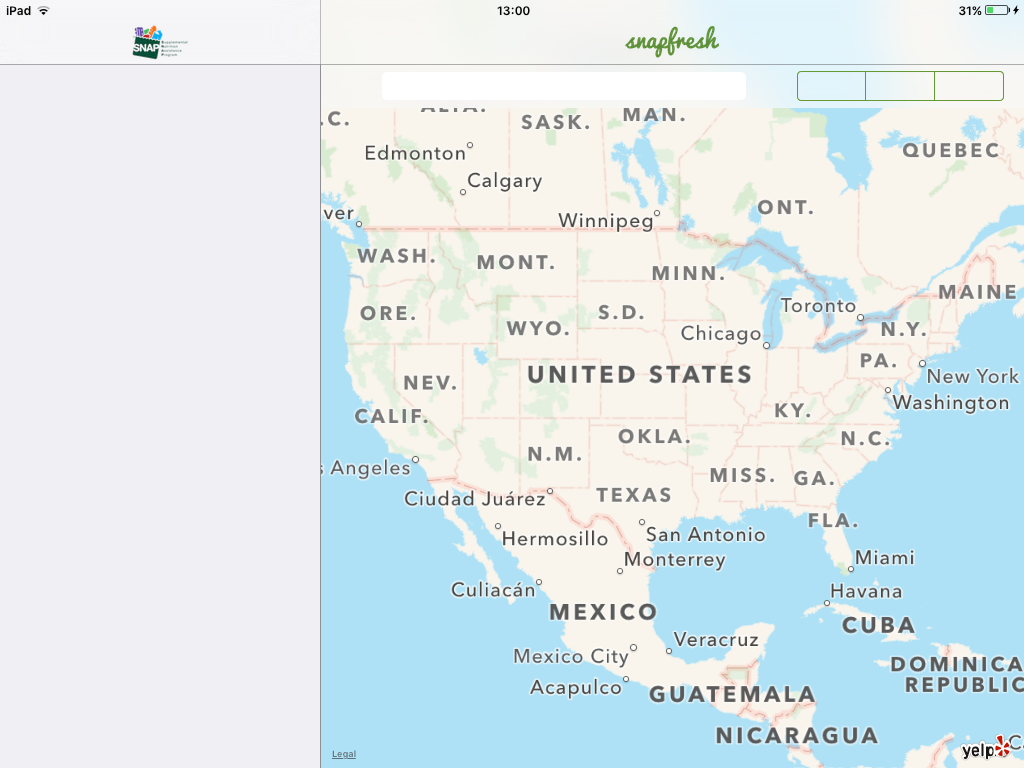 iPad
13:00
31%
SNAP
Supplemental
Nutrition
Assistance
Program
snapfresh
.C.
ALTA.
SASK.
MAN.
QUEBEC
Edmonton
Calgary
ver
Winnipeg
ONT.
WASH.
MONT.
MINN.
MAINE
ORE.
WYO.
S.D.
Toronto
Chicago
N.Y.
PA.
UNITED STATES
New York
NEV.
Washington
CALIF.
KY.
OKLA.
N.C.
N.M.
s Angeles
MISS.
GA.
Ciudad Juárez
TEXAS
FLA.
Hermosillo
San Antonio
Monterrey
Miami
Culiacán
Havana
MEXICO
CUBA
Veracruz
Mexico City
DOMINICA
REPUBLIC
Acapulco
GUATEMALA
NICARAGUA
Legal
yelp
C